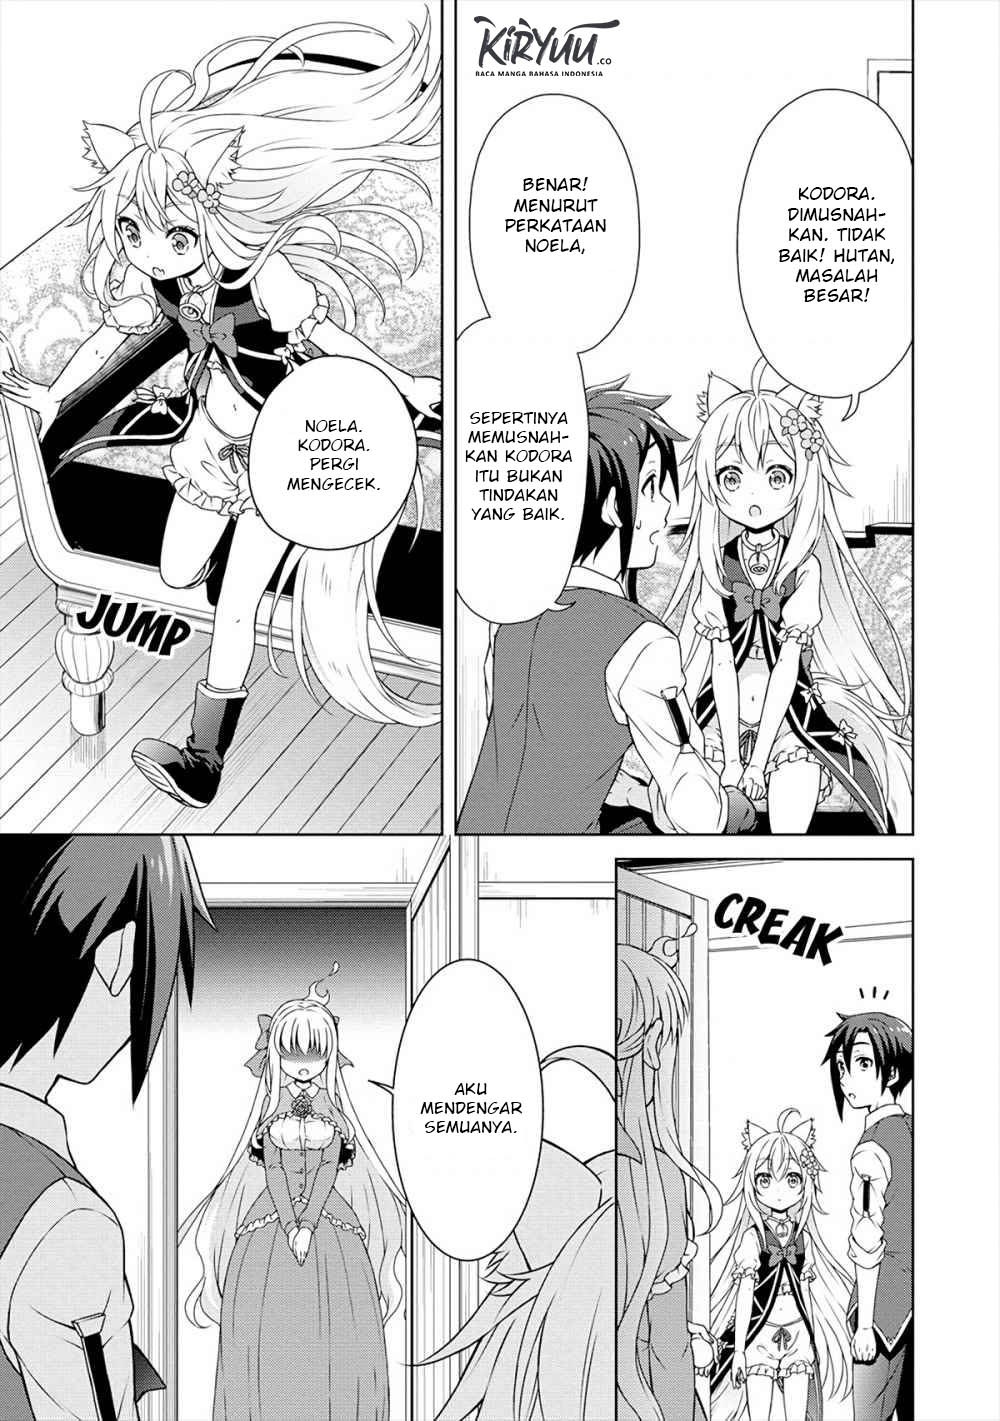 KIRYUU.CO
BACA MANGA BAHASA INDONESIA
KODORA.
DIMUSNAH-
KAN. TIDAK
BAIK! HUTAN,
MASALAH
BESAR!
BENAR!
MENURUT
PERKATAAN
NOELA,
SEPERTINYA
MEMUSNAH-
KAN KODORA
ITU BUKAN
TINDAKAN
YANG BAIK.
NOELA.
KODORA.
PERGI
MENGECEK.
JUMP
CREAK
AKU
MENDENGAR
SEMUANYA.